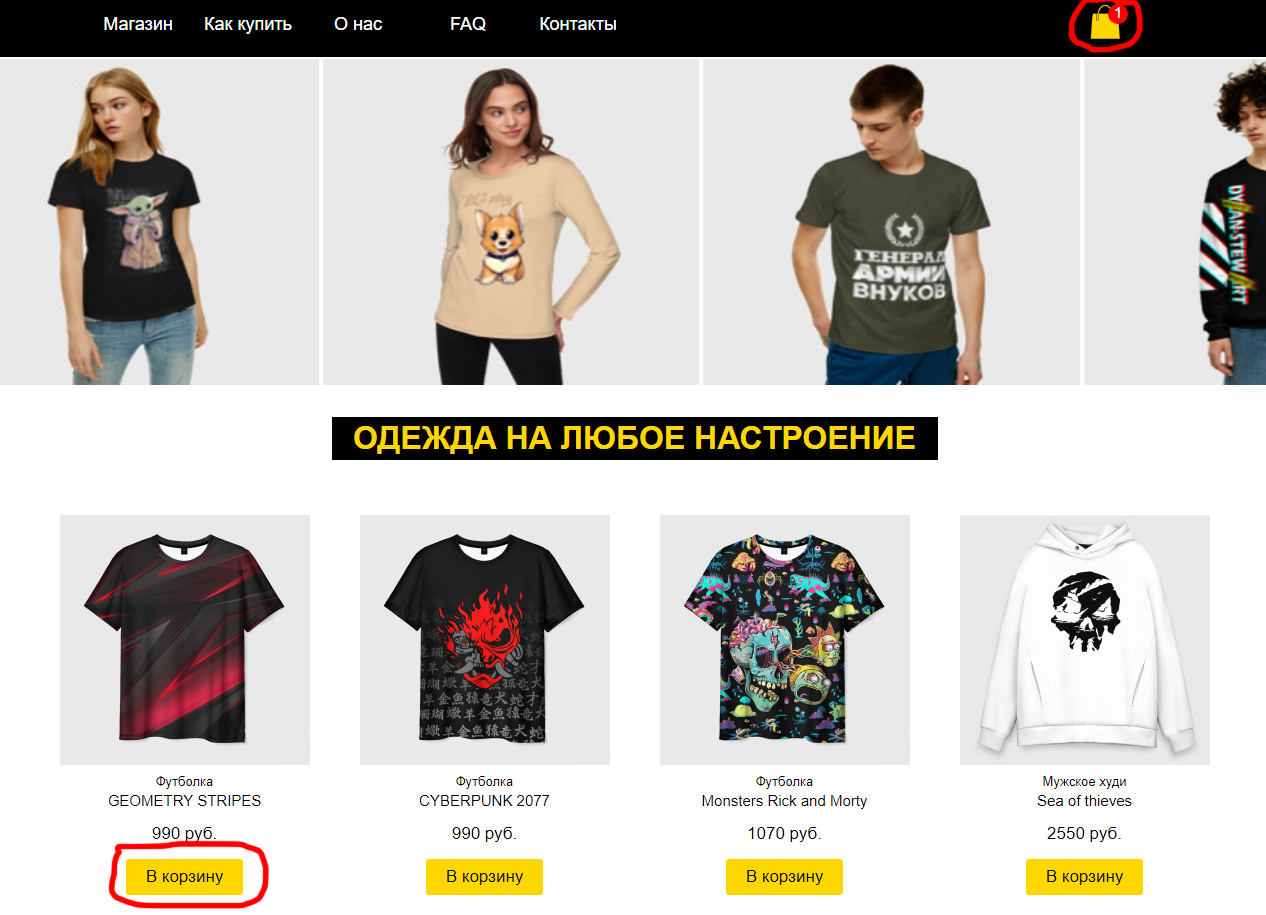 Магазин Как купить О нас FAQ Контакты 1
ГЕНЕРАЛ
АРМИИ
ВНУКОВ
ОДЕЖДА НА ЛЮБОЕ НАСТРОЕНИЕ
Футболка
GEOMETRY STRIPES
990 руб.
В корзину
Футболка
CYBERPUNK 2077
990 руб.
В корзину
Футболка
Monsters Rick and Morty
1070 руб.
В корзину
Мужское худи
Sea of thieves
2550 руб.
В корзину